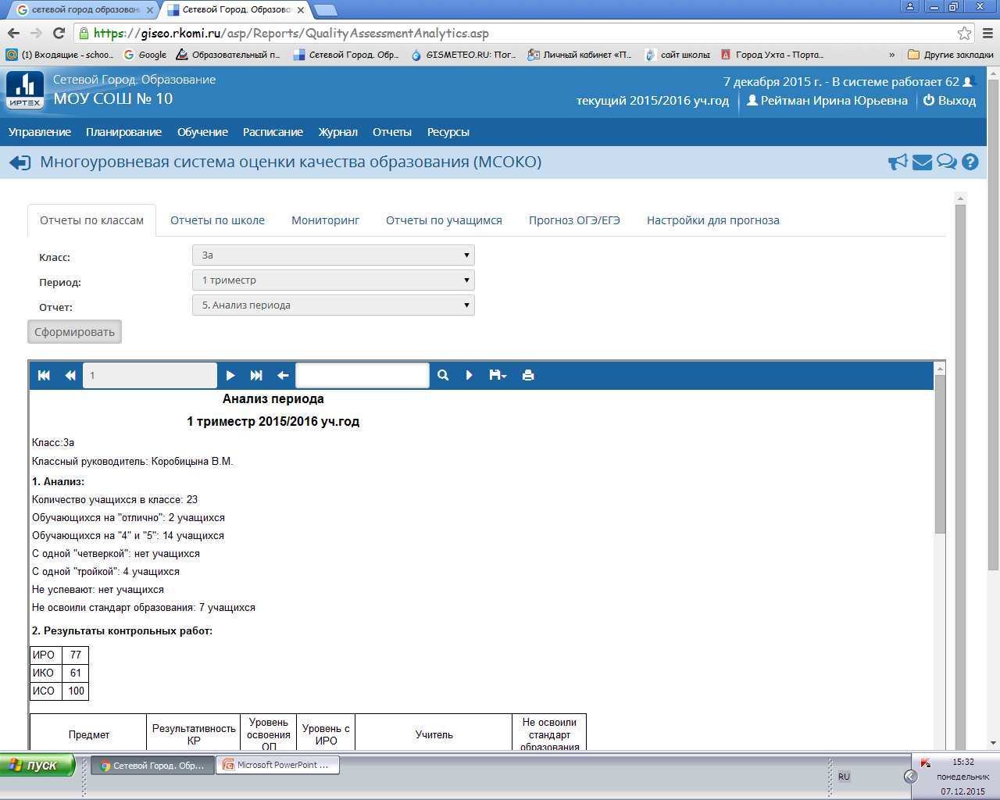 сетевой город образован
Сетевой Город. Образова
https://giseo.rkomi.ru/asp/Reports/QualityAssessmentAnalytics.asp
(1) Входящие - schoo...
Google
Образовательный п...
Сетевой Город. Обр...
GISMETEO.RU: Пог...
Личный кабинет «П...
сайт школы
Город Ухта - Порта...
»
Другие закладки
ИРТЕХ
Сетевой Город. Образование
МОУ СОШ № 10
7 декабря 2015 г. - В системе работает 62
текущий 2015/2016 уч.год
Рейтман Ирина Юрьевна
Выход
Управление Планирование Обучение Расписание Журнал Отчеты Ресурсы
Многоуровневая система оценки качества образования (МСОКО)
Отчеты по классам Отчеты по школе Мониторинг Отчеты по учащимся Прогноз ОГЭ/ЕГЭ Настройки для прогноза
Класс: 3а
Период: 1 триместр
Отчет: 5. Анализ периода
Сформировать
1
Анализ периода
1 триместр 2015/2016 уч.год
Класс:3а
Классный руководитель: Коробицына В.М.
1. Анализ:
Количество учащихся в классе: 23
Обучающихся на "отлично": 2 учащихся
Обучающихся на "4" и "5": 14 учащихся
С одной "четверкой": нет учащихся
С одной "тройкой": 4 учащихся
Не успевают: нет учащихся
Не освоили стандарт образования: 7 учащихся
2. Результаты контрольных работ:
ИРО 77
ИКО 61
ИСО 100
Предмет
Результативность
КР
Уровень
освоения
ОП
Уровень с
ИРО
Учитель
Не освоили
стандарт
образования
пуск
Сетевой Город. Обр...
Microsoft PowerPoint ...
RU
15:32
понедельник
07.12.2015